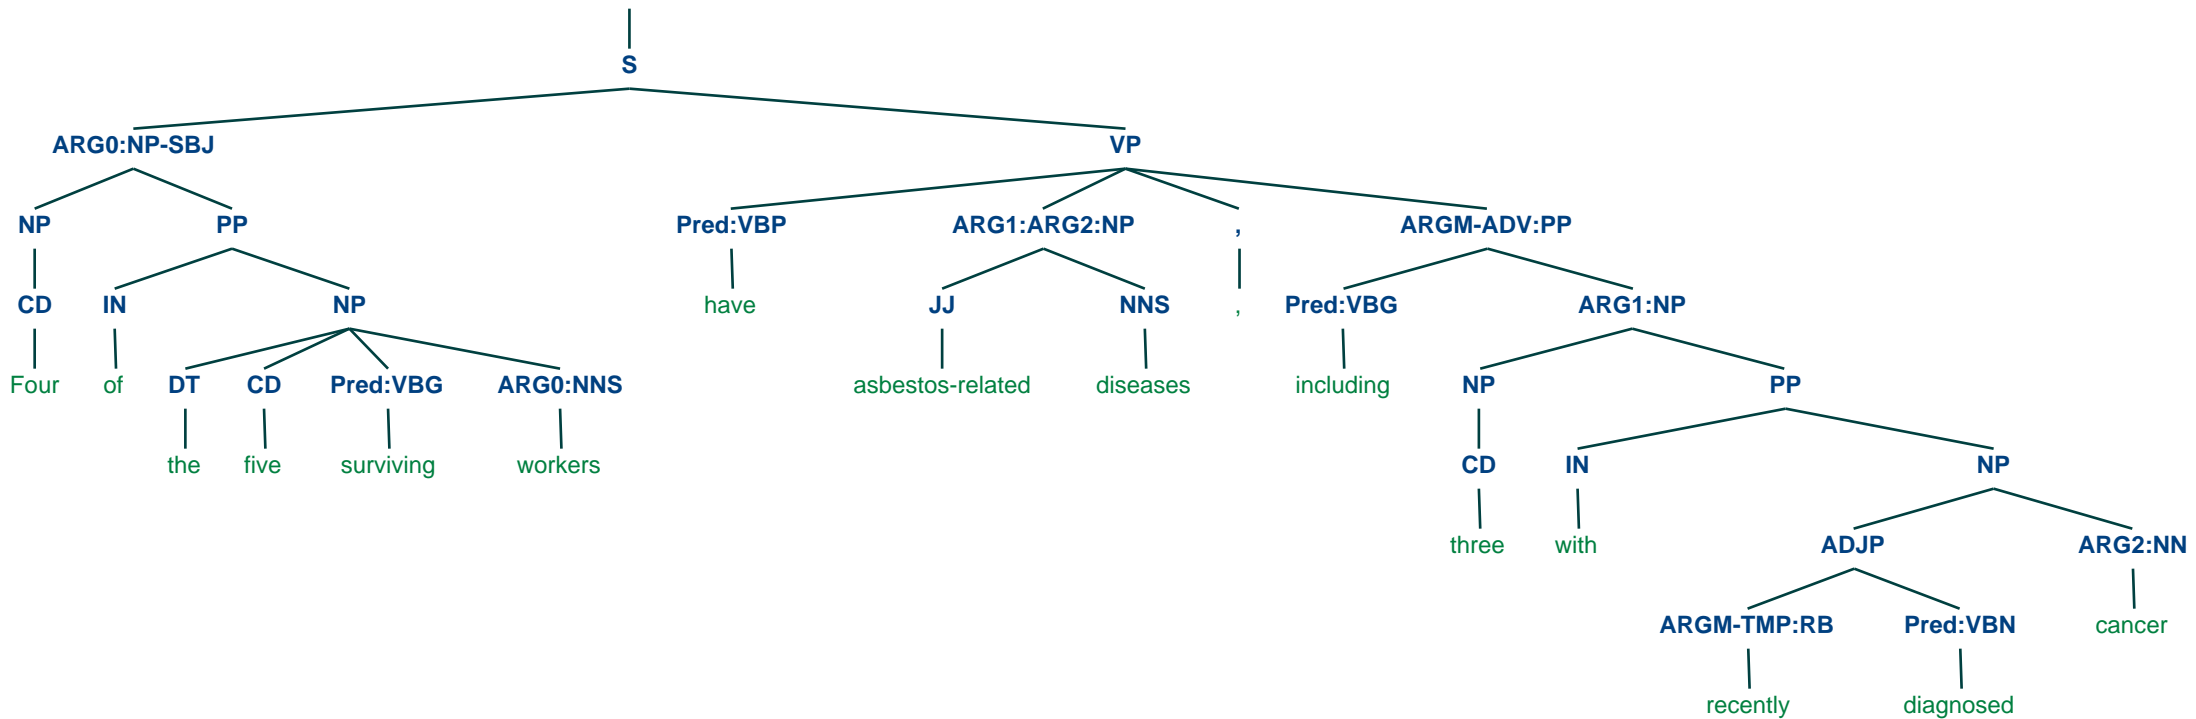 S
ARG0:NP-SBJ VP
NP PP Pred:VBP ARG1:ARG2:NP , ARGM-ADV:PP
CD IN NP have JJ NNS , Pred:VBG ARG1:NP
Four of DT CD Pred:VBG ARG0:NNS asbestos-related diseases including NP PP
the five surviving workers CD IN NP
three with ADJP ARG2:NN
ARGM-TMP:RB Pred:VBN cancer
recently diagnosed